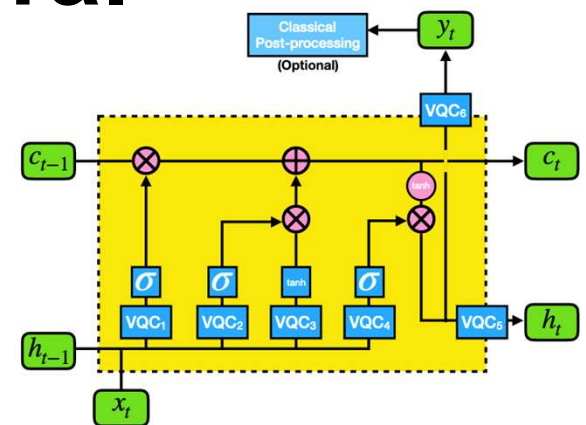 Classical
Post-processing
(Optional)
yₜ
VQC₆
cₜ₋₁
cₜ
tanh
σ
σ
tanh
σ
VQC₁
VQC₂
VQC₃
VQC₄
VQC₅
hₜ
hₜ₋₁
xₜ